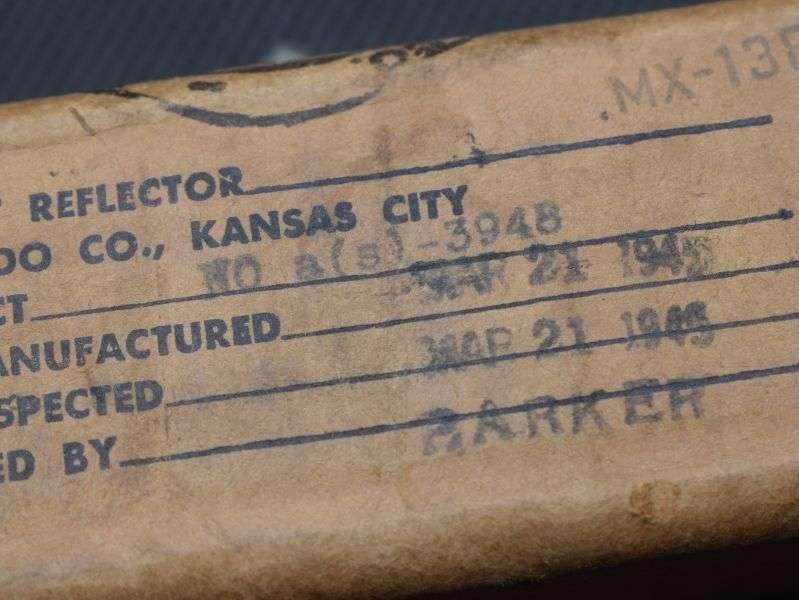 .MX-13
REFLECTOR
DO CO., KANSAS CITY
CT NO a(s)-3948
ANUFACTURED MAR 21 1945
SPECTED MAR 21 1945
ED BY PARKER